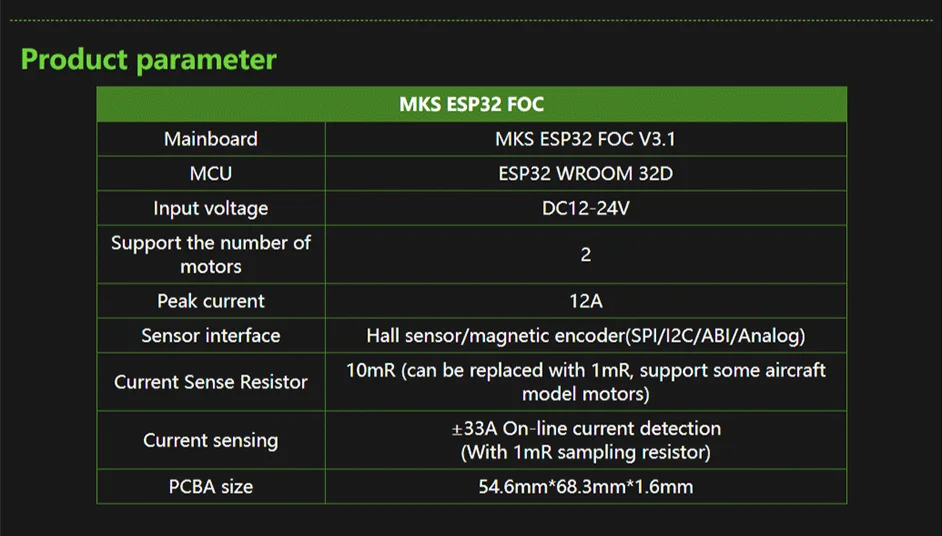 Product parameter
MKS ESP32 FOC
Mainboard
MKS ESP32 FOC V3.1
MCU
ESP32 WROOM 32D
Input voltage
DC12-24V
Support the number of
motors
2
Peak current
12A
Sensor interface
Hall sensor/magnetic encoder(SPI/I2C/ABI/Analog)
Current Sense Resistor
10mR (can be replaced with 1mR, support some aircraft
model motors)
Current sensing
±33A On-line current detection
(With 1mR sampling resistor)
PCBA size
54.6mm*68.3mm*1.6mm